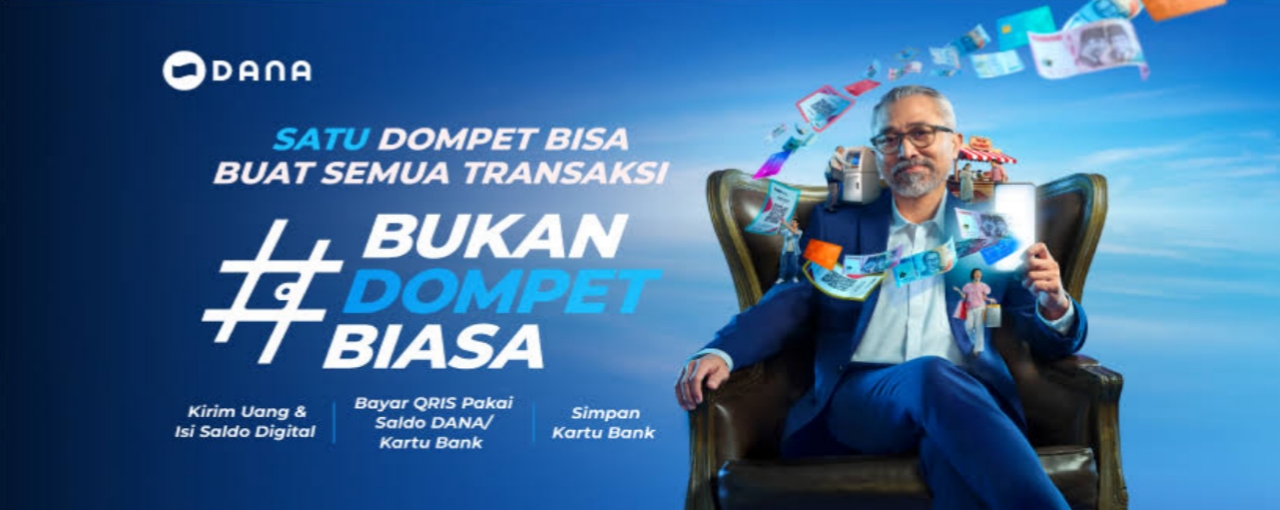 DANA
SATU DOMPET BISA
BUAT SEMUA TRANSAKSI
#BUKAN
DOMPET
BIASA
Kirim Uang &
Isi Saldo Digital
Bayar QRIS Pakai
Saldo DANA/
Kartu Bank
Simpan
Kartu Bank